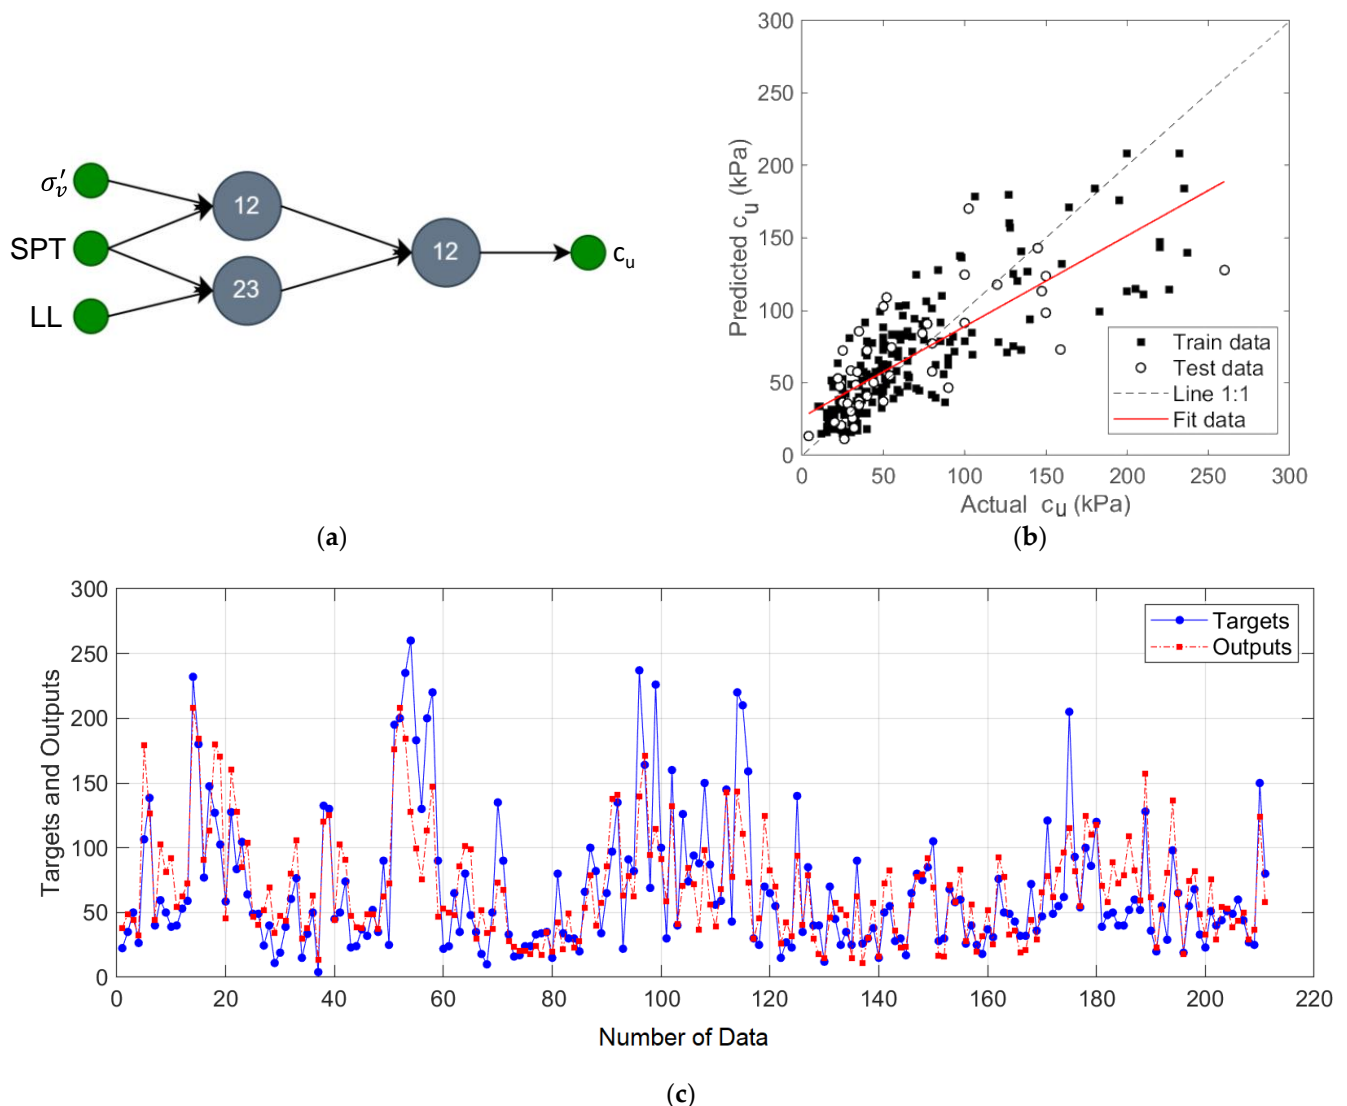 σ′v
SPT
LL
12
23
12
cu
(a)
300
250
200
150
100
50
0
Predicted cu (kPa)
0 50 100 150 200 250 300
Actual cu (kPa)
Train data
Test data
Line 1:1
Fit data
(b)
300
250
200
150
100
50
0
Targets and Outputs
0 20 40 60 80 100 120 140 160 180 200 220
Number of Data
Targets
Outputs
(c)